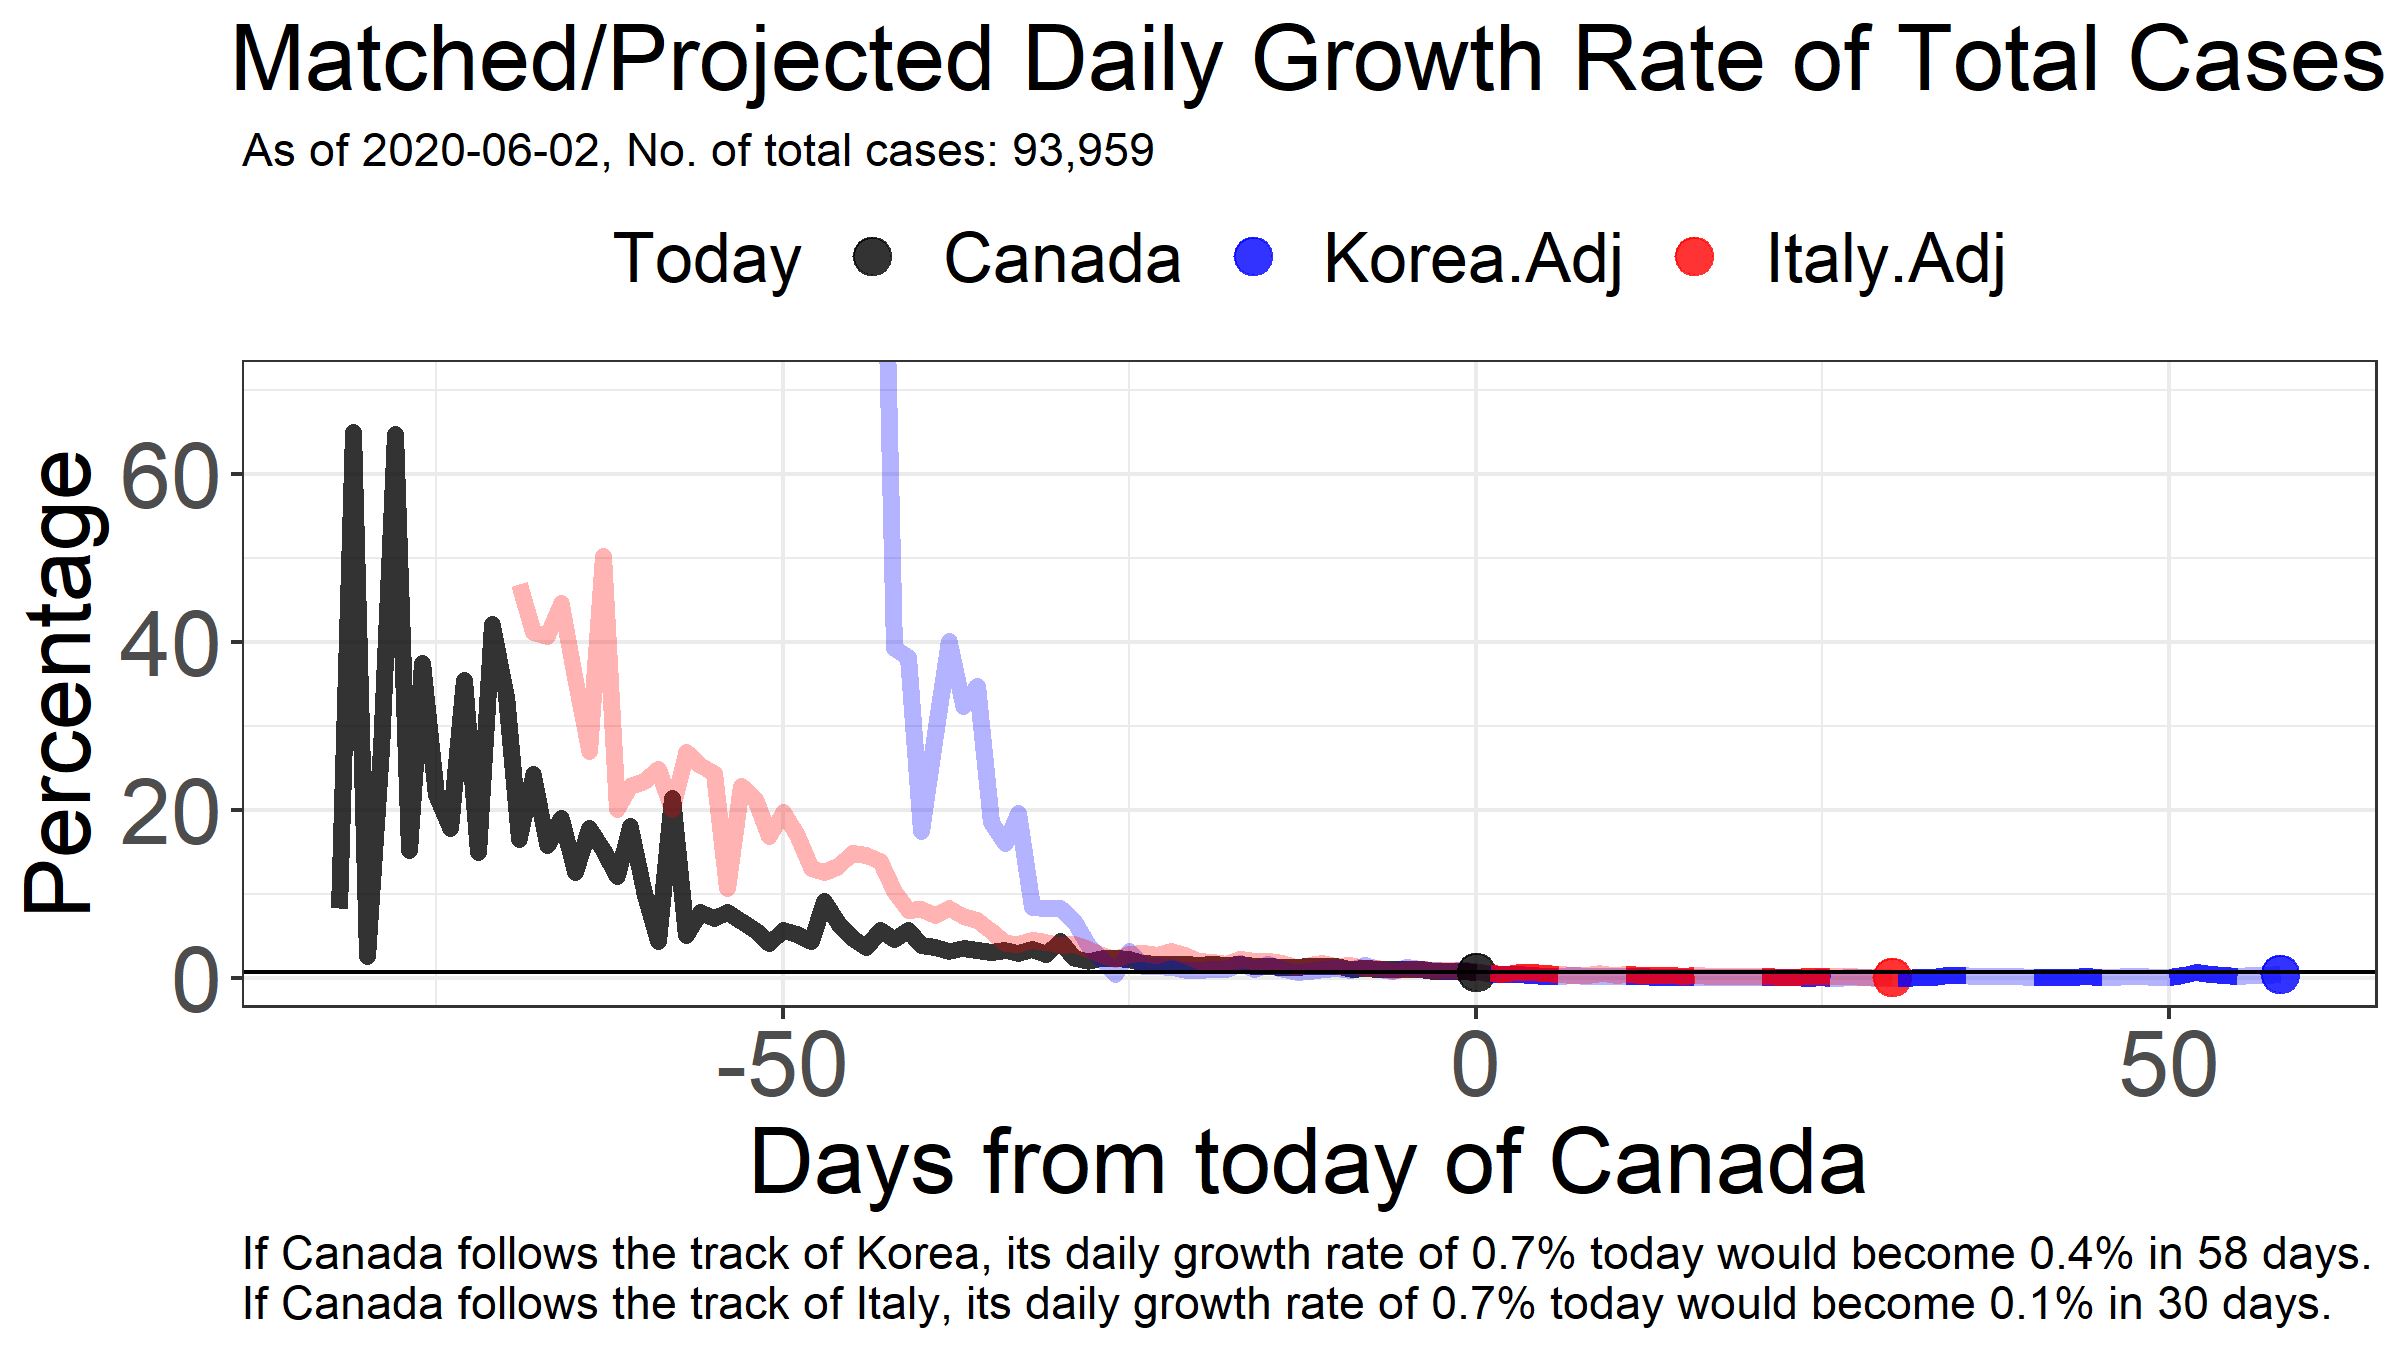 Matched/Projected Daily Growth Rate of Total Cases
As of 2020-06-02, No. of total cases: 93,959
Today Canada Korea.Adj Italy.Adj
Percentage
60
40
20
0
-50 0 50
Days from today of Canada
If Canada follows the track of Korea, its daily growth rate of 0.7% today would become 0.4% in 58 days.
If Canada follows the track of Italy, its daily growth rate of 0.7% today would become 0.1% in 30 days.